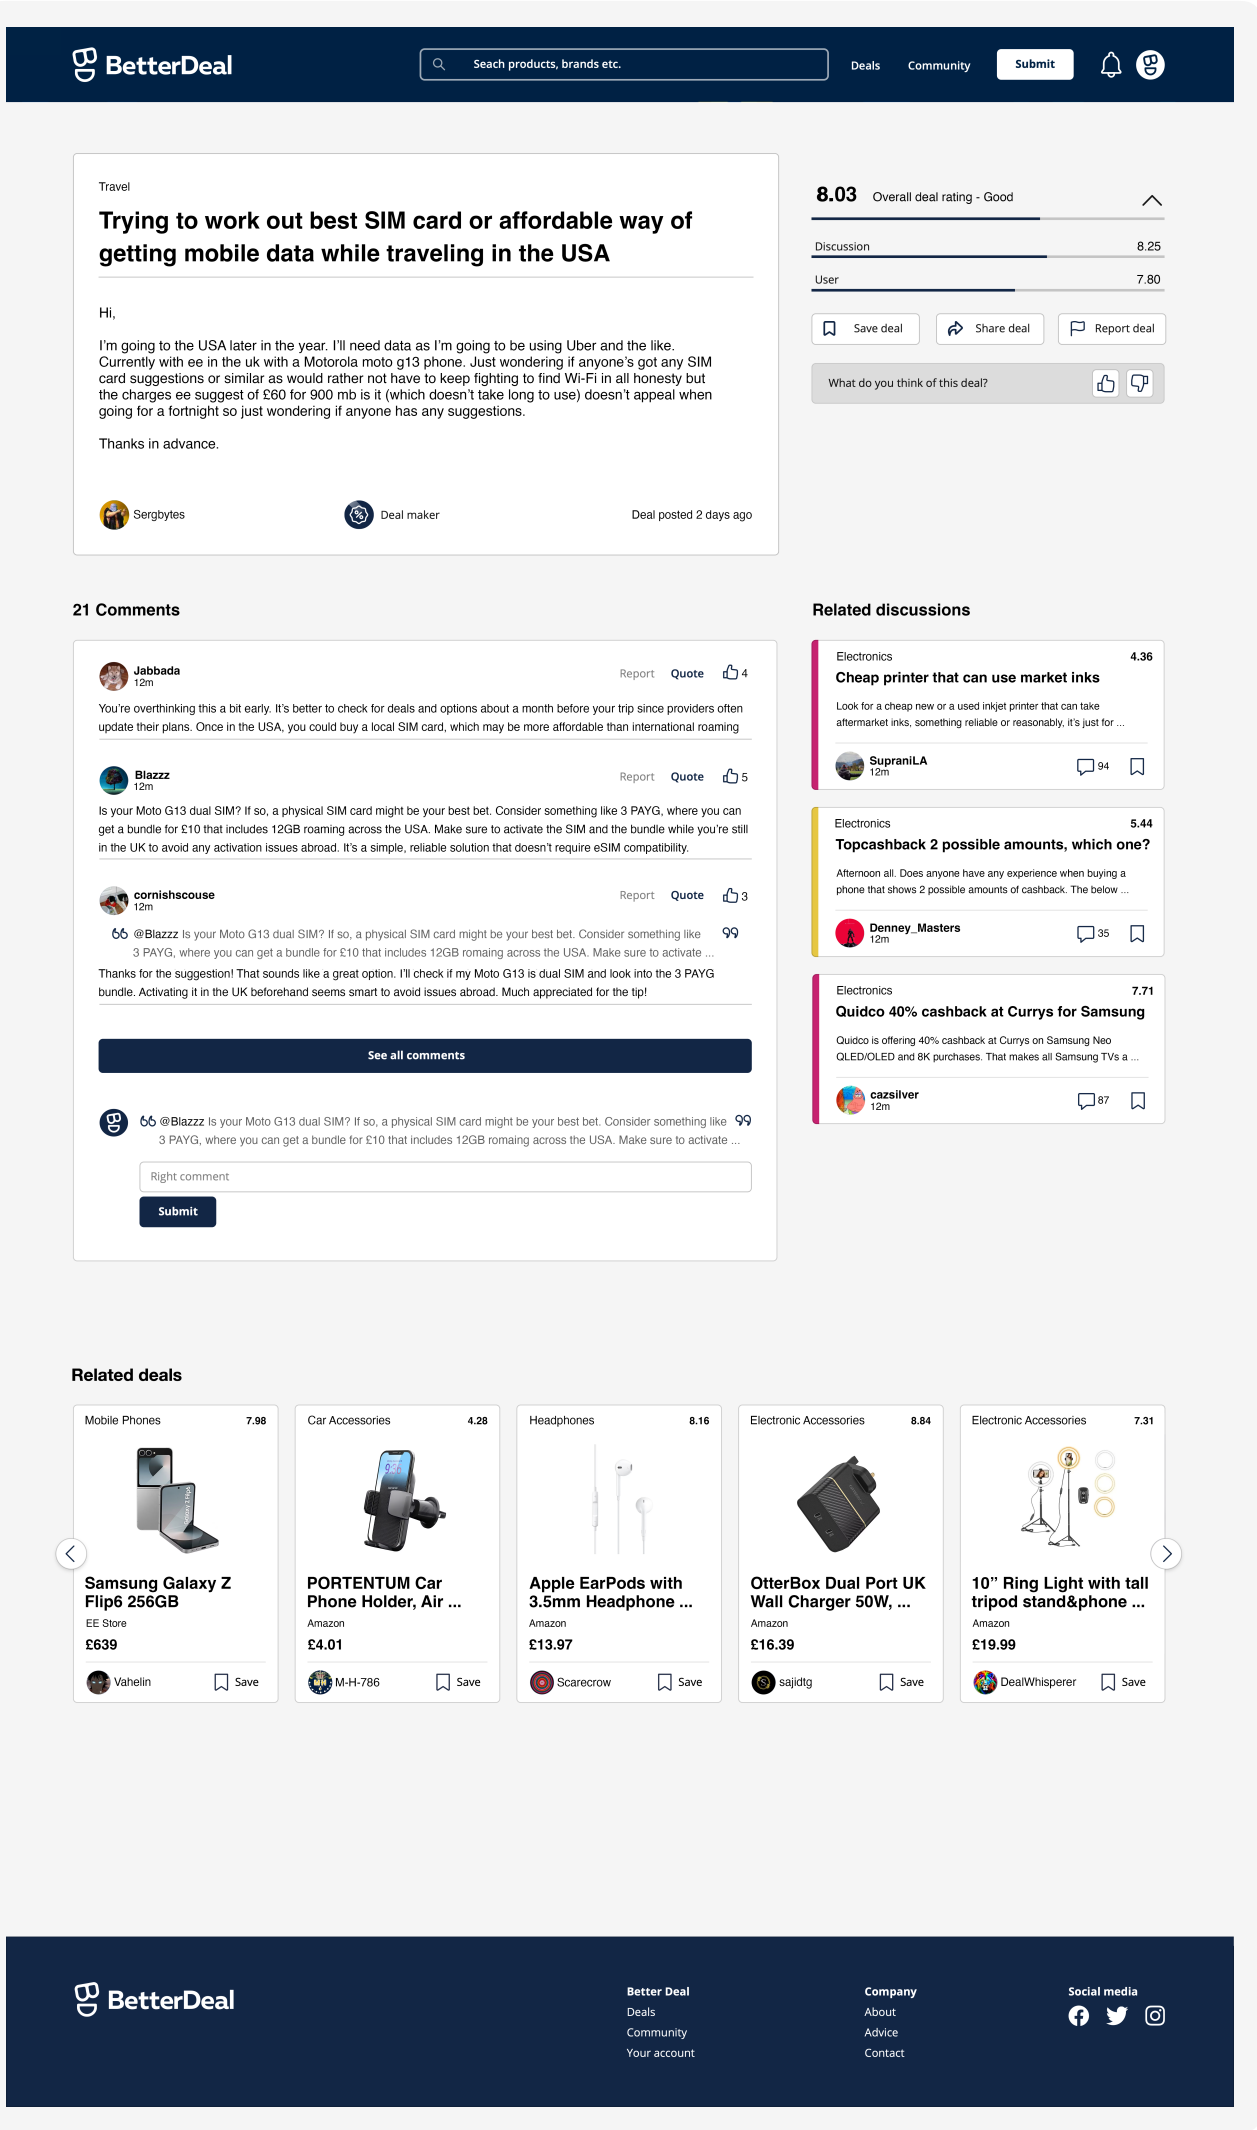 BetterDeal
Seach products, brands etc.
Deals
Community
Submit
Travel
Trying to work out best SIM card or affordable way of
getting mobile data while traveling in the USA
Hi,
I'm going to the USA later in the year. I'll need data as I'm going to be using Uber and the like.
Currently with ee in the uk with a Motorola moto g13 phone. Just wondering if anyone's got any SIM
card suggestions or similar as would rather not have to keep fighting to find Wi-Fi in all honesty but
the charges ee suggest of £60 for 900 mb is it (which doesn't take long to use) doesn't appeal when
going for a fortnight so just wondering if anyone has any suggestions.
Thanks in advance.
Sergbytes
Deal maker
Deal posted 2 days ago
8.03 Overall deal rating - Good
Discussion 8.25
User 7.80
Save deal
Share deal
Report deal
What do you think of this deal?
21 Comments
Jabbada
12m
Report Quote 4
You're overthinking this a bit early. It's better to check for deals and options about a month before your trip since providers often
update their plans. Once in the USA, you could buy a local SIM card, which may be more affordable than international roaming
Blazzz
12m
Report Quote 5
Is your Moto G13 dual SIM? If so, a physical SIM card might be your best bet. Consider something like 3 PAYG, where you can
get a bundle for £10 that includes 12GB roaming across the USA. Make sure to activate the SIM and the bundle while you're still
in the UK to avoid any activation issues abroad. It's a simple, reliable solution that doesn't require eSIM compatibility.
cornishscouse
12m
Report Quote 3
@Blazzz Is your Moto G13 dual SIM? If so, a physical SIM card might be your best bet. Consider something like
3 PAYG, where you can get a bundle for £10 that includes 12GB romaing across the USA. Make sure to activate ...
Thanks for the suggestion! That sounds like a great option. I'll check if my Moto G13 is dual SIM and look into the 3 PAYG
bundle. Activating it in the UK beforehand seems smart to avoid issues abroad. Much appreciated for the tip!
See all comments
@Blazzz Is your Moto G13 dual SIM? If so, a physical SIM card might be your best bet. Consider something like
3 PAYG, where you can get a bundle for £10 that includes 12GB romaing across the USA. Make sure to activate ...
Right comment
Submit
Related discussions
Electronics 4.36
Cheap printer that can use market inks
Look for a cheap new or a used inkjet printer that can take
aftermarket inks, something reliable or reasonably, it's just for ...
SupraniLA
12m
94
Electronics 5.44
Topcashback 2 possible amounts, which one?
Afternoon all. Does anyone have any experience when buying a
phone that shows 2 possible amounts of cashback. The below ...
Denney_Masters
12m
35
Electronics 7.71
Quidco 40% cashback at Currys for Samsung
Quidco is offering 40% cashback at Currys on Samsung Neo
QLED/OLED and 8K purchases. That makes all Samsung TVs a ...
cazsilver
12m
87
Related deals
Mobile Phones 7.98
Galaxy Z Flip6
Samsung Galaxy Z
Flip6 256GB
EE Store
£639
Vahelin
Save
Car Accessories 4.28
9:36
PORTENTUM Car
Phone Holder, Air ...
Amazon
£4.01
M-H-786
Save
Headphones 8.16
Apple EarPods with
3.5mm Headphone ...
Amazon
£13.97
Scarecrow
Save
Electronic Accessories 8.84
OtterBox Dual Port UK
Wall Charger 50W, ...
Amazon
£16.39
sajidtg
Save
Electronic Accessories 7.31
10” Ring Light with tall
tripod stand&phone ...
Amazon
£19.99
DealWhisperer
Save
BetterDeal
Better Deal
Deals
Community
Your account
Company
About
Advice
Contact
Social media